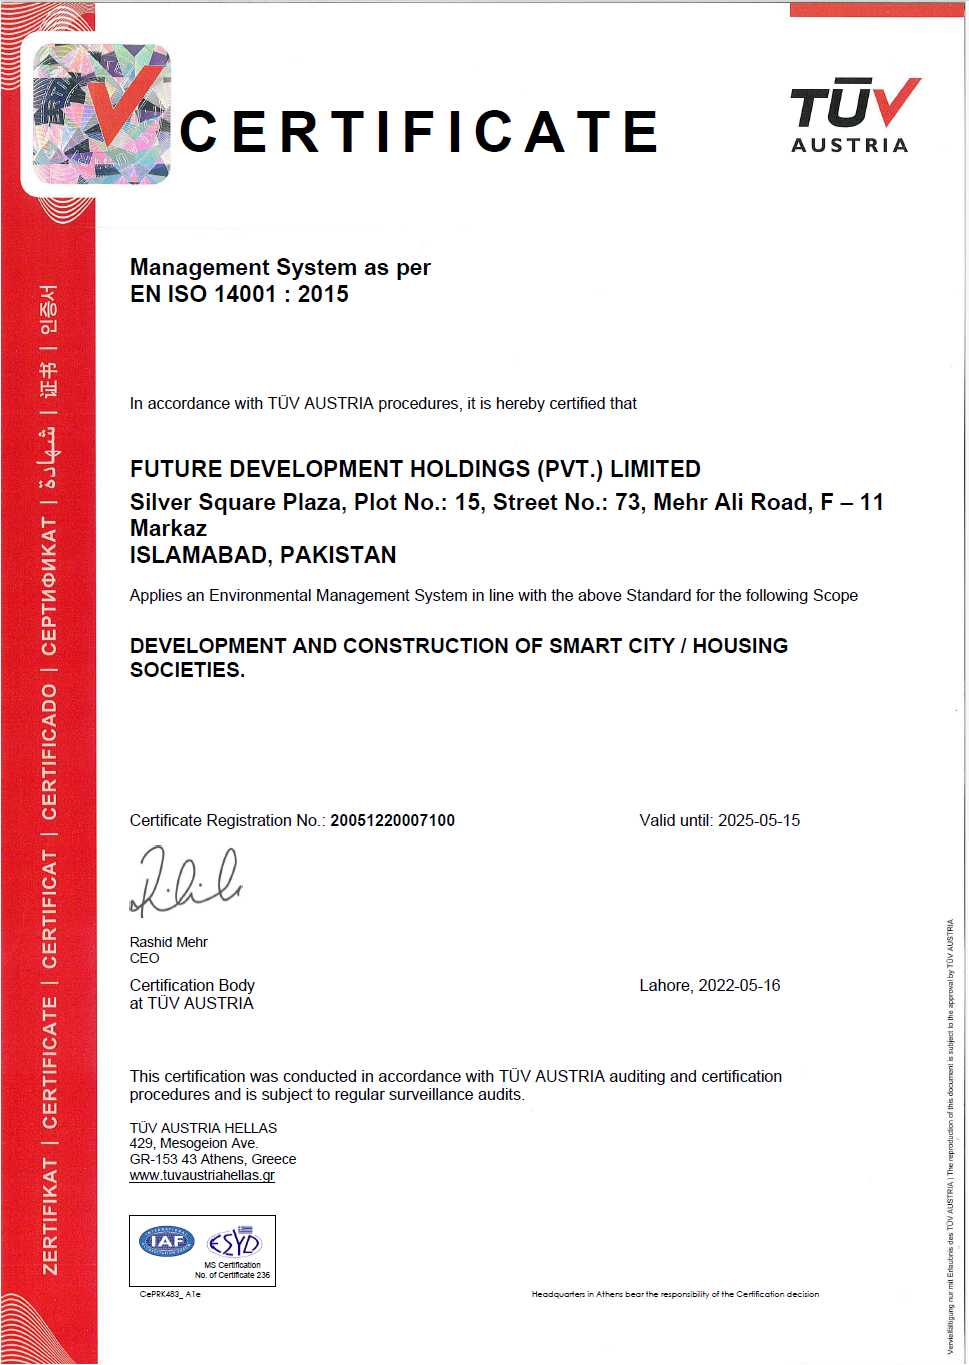 CERTIFICATE
TÜV
AUSTRIA
Management System as per
EN ISO 14001 : 2015
In accordance with TÜV AUSTRIA procedures, it is hereby certified that
FUTURE DEVELOPMENT HOLDINGS (PVT.) LIMITED
Silver Square Plaza, Plot No.: 15, Street No.: 73, Mehr Ali Road, F – 11
Markaz
ISLAMABAD, PAKISTAN
Applies an Environmental Management System in line with the above Standard for the following Scope
DEVELOPMENT AND CONSTRUCTION OF SMART CITY / HOUSING
SOCIETIES.
Certificate Registration No.: 20051220007100
Valid until: 2025-05-15
Rashid Mehr
CEO
Certification Body
at TÜV AUSTRIA
Lahore, 2022-05-16
This certification was conducted in accordance with TÜV AUSTRIA auditing and certification
procedures and is subject to regular surveillance audits.
TÜV AUSTRIA HELLAS
429, Mesogeion Ave.
GR-153 43 Athens, Greece
www.tuvaustriahellas.gr
IAF
ESYD
MS Certification
No. of Certificate 236
CePRK483_ A1e
Headquarters in Athens bear the responsibility of the Certification decision
ZERTIFIKAT | CERTIFICATE | CERTIFICAT | CERTIFICADO | СЕРТИФИКАТ | شهادة | 证书 | 인증서
Vervielfältigung nur mit Erlaubnis des TÜV AUSTRIA | The reproduction of this document is subject to the approval by TÜV AUSTRIA